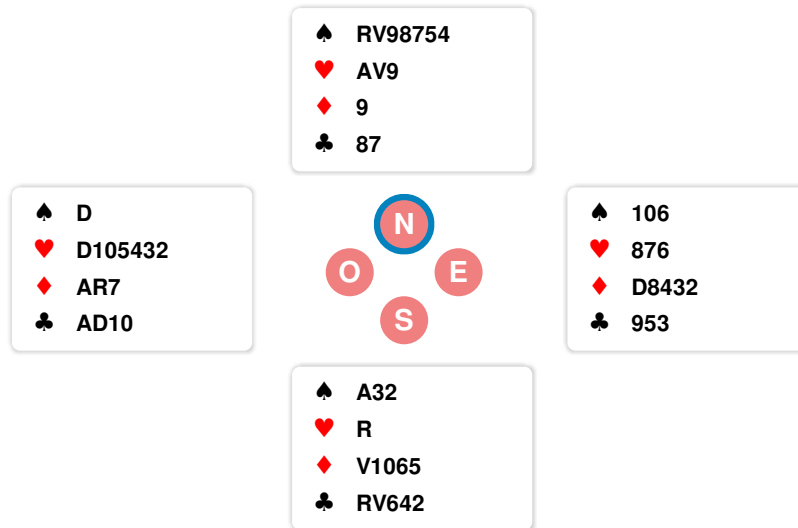 ♠ RV98754
♥ AV9
♦ 9
♣ 87
♠ D
♥ D105432
♦ AR7
♣ AD10
N
O E
S
♠ 106
♥ 876
♦ D8432
♣ 953
♠ A32
♥ R
♦ V1065
♣ RV642